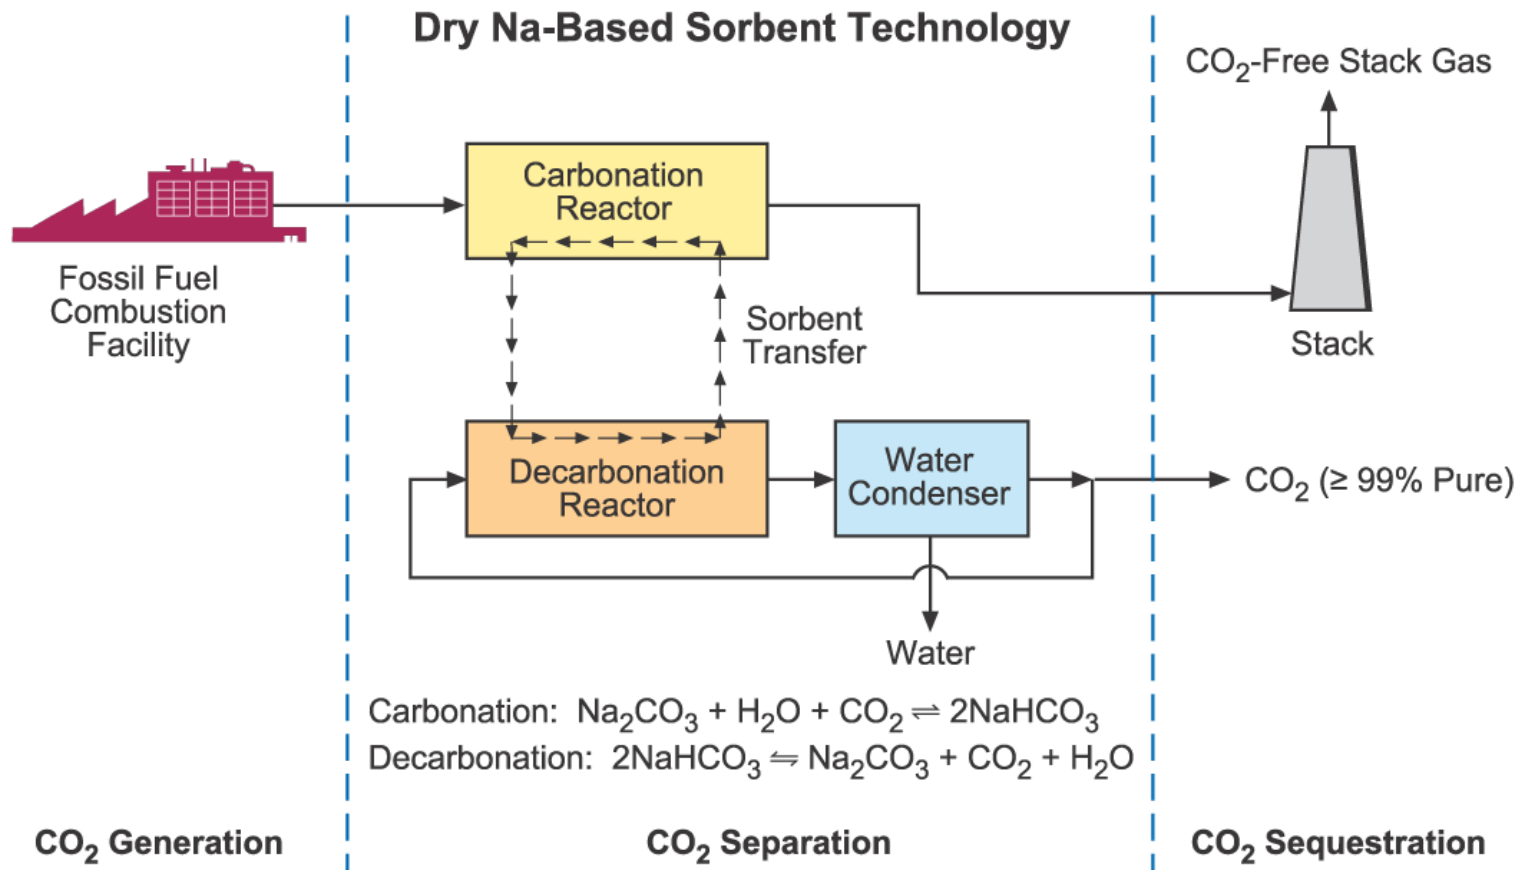 Dry Na-Based Sorbent Technology
CO₂-Free Stack Gas
Carbonation
Reactor
Fossil Fuel
Combustion
Facility
Sorbent
Transfer
Stack
Decarbonation
Reactor
Water
Condenser
CO₂ (≥ 99% Pure)
Water
Carbonation: Na₂CO₃ + H₂O + CO₂ ⇌ 2NaHCO₃
Decarbonation: 2NaHCO₃ ⇋ Na₂CO₃ + CO₂ + H₂O
CO₂ Generation
CO₂ Separation
CO₂ Sequestration